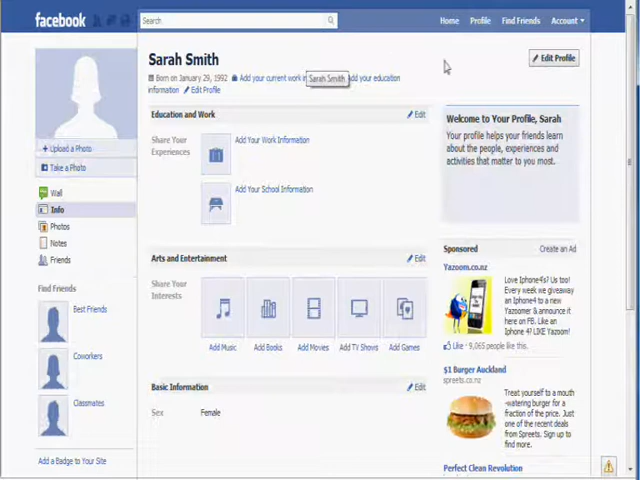 facebook
Search
Home Profile Find Friends Account
Sarah Smith
Edit Profile
Born on January 29, 1992 Add your current work in Sarah Smith dd your education
information Edit Profile
Upload a Photo
Take a Photo
Wall
Info
Photos
Notes
Friends
Find Friends
Best Friends
Coworkers
Classmates
Add a Badge to Your Site
Education and Work Edit
Share Your
Experiences
Add Your Work Information
Add Your School Information
Arts and Entertainment Edit
Share Your
Interests
Add Music Add Books Add Movies Add TV Shows Add Games
Basic Information Edit
Sex Female
Welcome to Your Profile, Sarah
Your profile helps your friends learn
about the people, experiences and
activities that matter to you most.
Sponsored Create an Ad
Yazoom.co.nz
Love iPhone4s? Us too!
Every week we giveaway
an iPhone4 to a new
Yazoomer & announce it
here on FB. Like an
iPhone 4! LIKE Yazoom!
Like · 9,065 people like this.
$1 Burger Auckland
spreets.co.nz
Treat yourself to a mouth
-watering burger for a
fraction of the price. Just
one of the recent deals
from Spreets. Sign up to
find more.
Perfect Clean Revolution